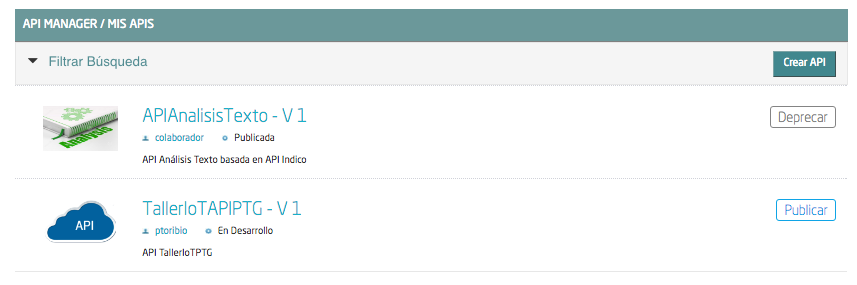 API MANAGER / MIS APIS
Filtrar Búsqueda
Crear API
Analysis
APIAnalisisTexto - V 1
Deprecar
colaborador Publicada
API Análisis Texto basada en API Indico
API
TallerIoTAPIPTG - V 1
Publicar
ptoribio En Desarrollo
API TallerIoTPTG